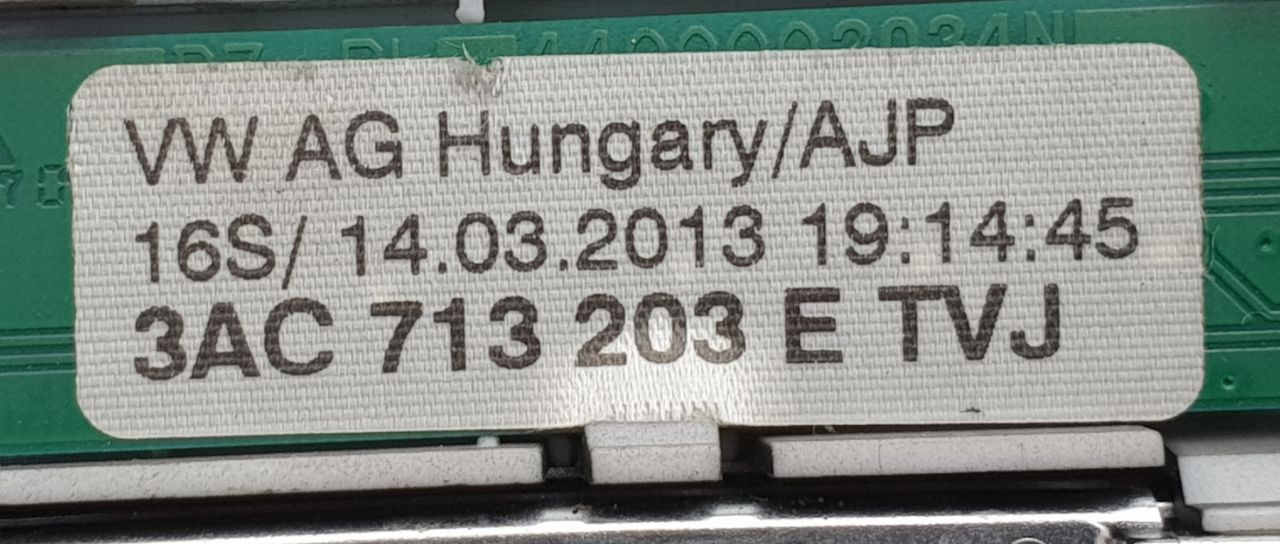 VW AG Hungary/AJP
16S/ 14.03.2013 19:14:45
3AC 713 203 E TVJ